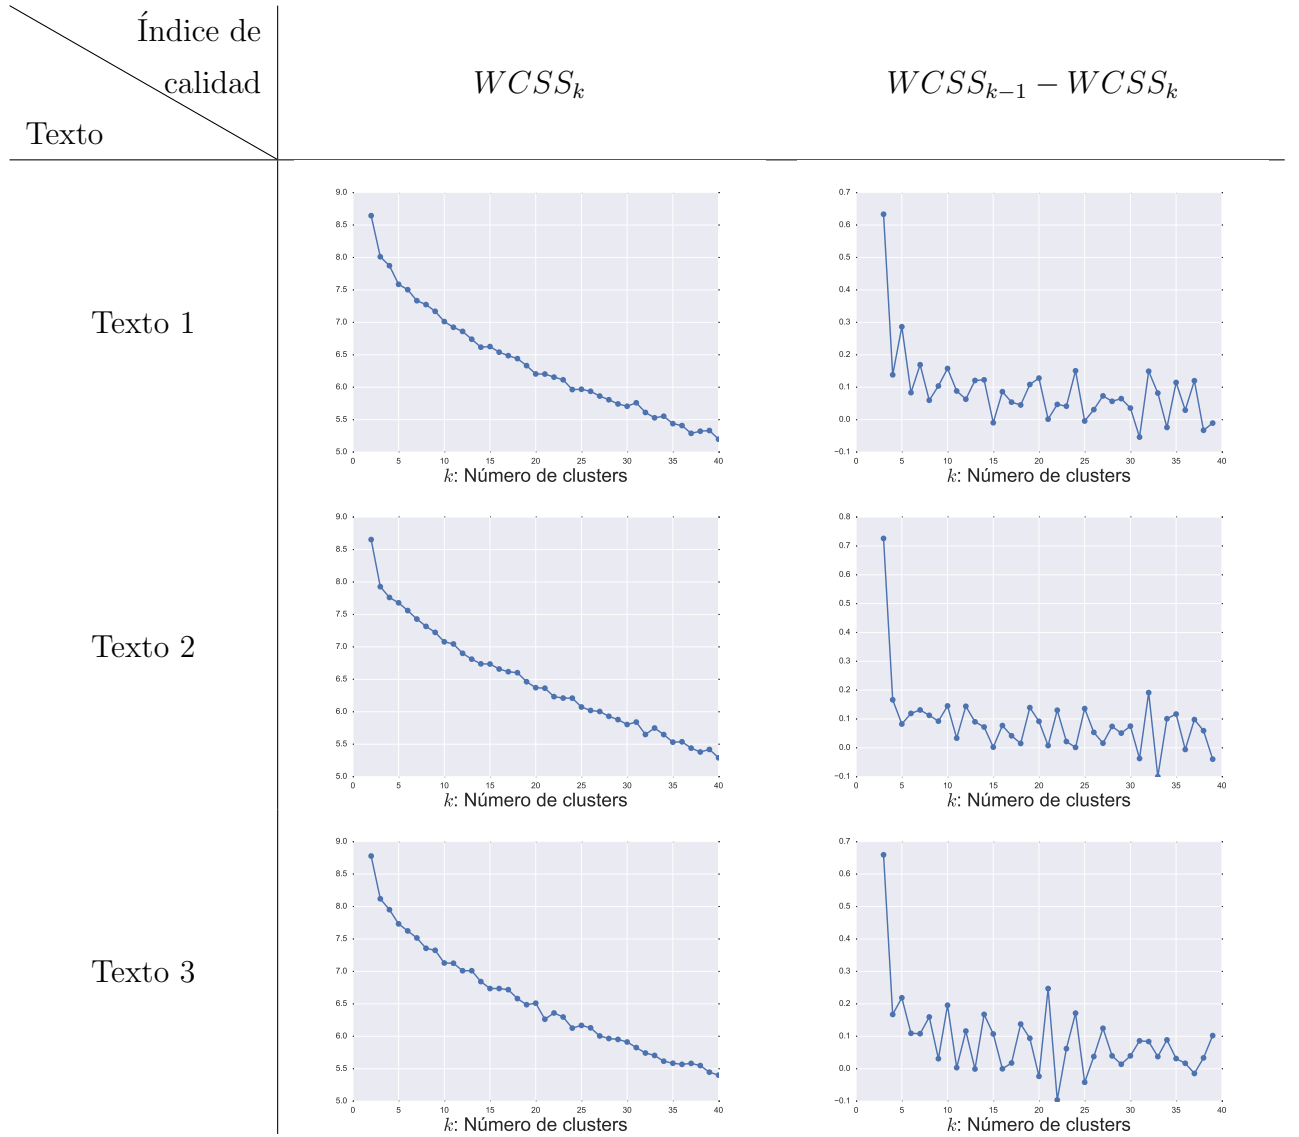 Índice de
calidad
Texto
$WCSS_k$
$WCSS_{k-1} - WCSS_k$
Texto 1
9.0
8.5
8.0
7.5
7.0
6.5
6.0
5.5
5.0
0 5 10 15 20 25 30 35 40
k: Número de clusters
0.7
0.6
0.5
0.4
0.3
0.2
0.1
0.0
−0.1
0 5 10 15 20 25 30 35 40
k: Número de clusters
Texto 2
9.0
8.5
8.0
7.5
7.0
6.5
6.0
5.5
5.0
0 5 10 15 20 25 30 35 40
k: Número de clusters
0.8
0.7
0.6
0.5
0.4
0.3
0.2
0.1
0.0
−0.1
0 5 10 15 20 25 30 35 40
k: Número de clusters
Texto 3
9.0
8.5
8.0
7.5
7.0
6.5
6.0
5.5
5.0
0 5 10 15 20 25 30 35 40
k: Número de clusters
0.7
0.6
0.5
0.4
0.3
0.2
0.1
0.0
−0.1
0 5 10 15 20 25 30 35 40
k: Número de clusters